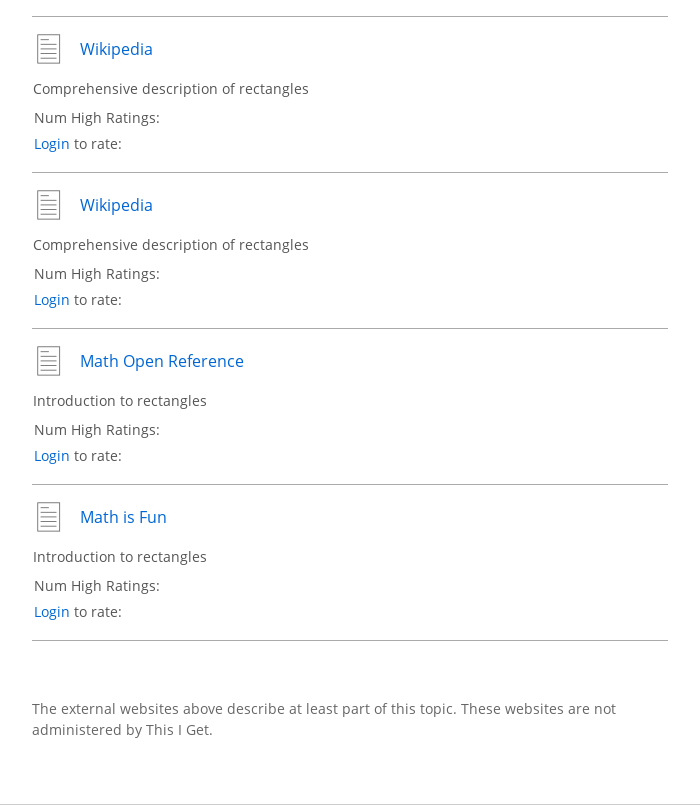 Wikipedia
Comprehensive description of rectangles
Num High Ratings:
Login to rate:
Wikipedia
Comprehensive description of rectangles
Num High Ratings:
Login to rate:
Math Open Reference
Introduction to rectangles
Num High Ratings:
Login to rate:
Math is Fun
Introduction to rectangles
Num High Ratings:
Login to rate:
The external websites above describe at least part of this topic. These websites are not
administered by This I Get.